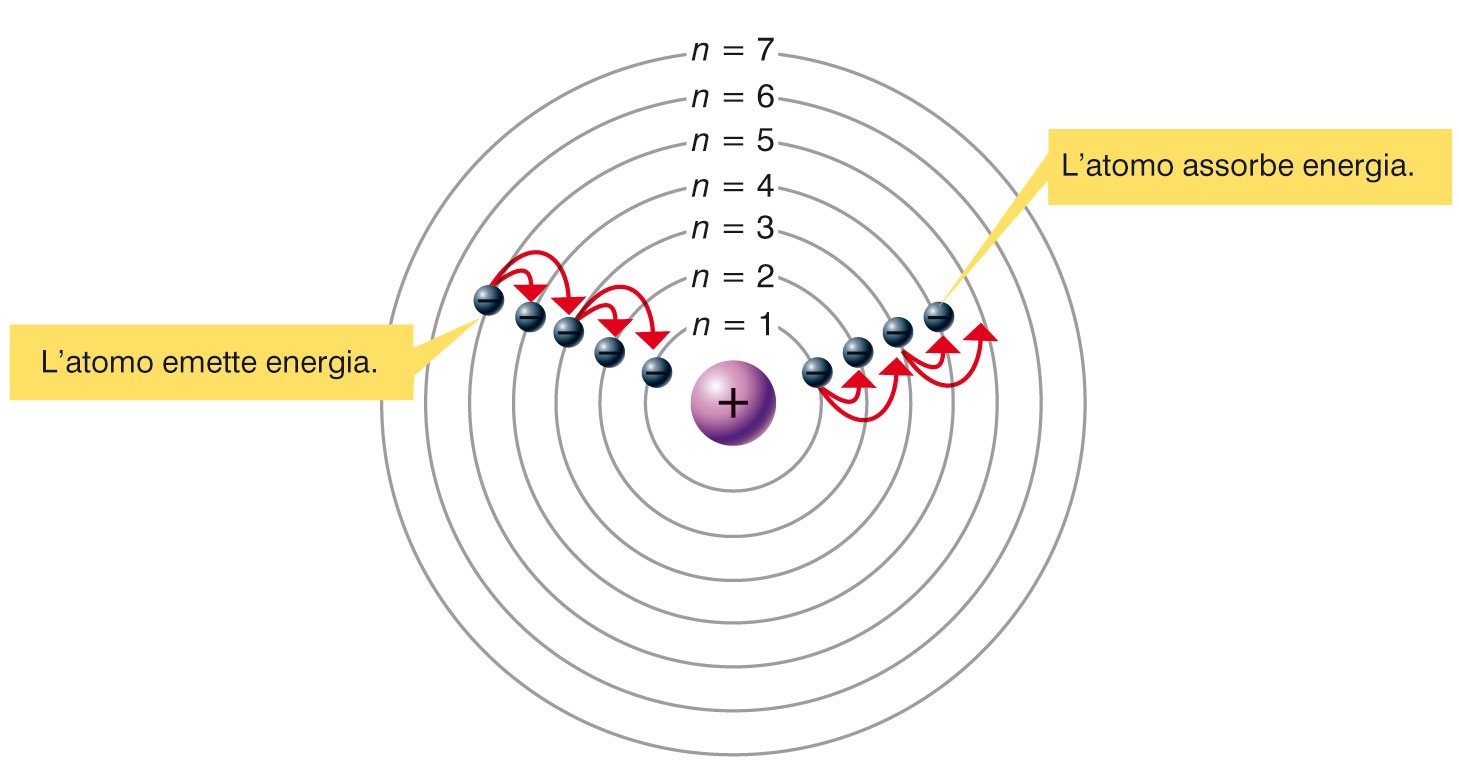 n = 7
n = 6
n = 5
L’atomo assorbe energia.
n = 4
n = 3
n = 2
n = 1
L’atomo emette energia.
+
−
−
−
−
−
−
−
−
−